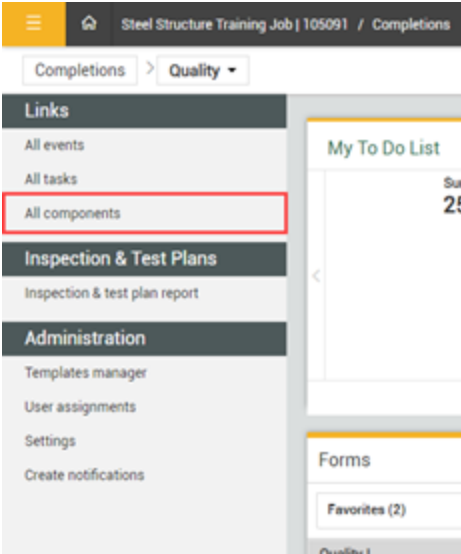 Steel Structure Training Job | 105091 / Completions
Completions > Quality
Links
All events
All tasks
All components
Inspection & Test Plans
Inspection & test plan report
Administration
Templates manager
User assignments
Settings
Create notifications
My To Do List
25
Forms
Favorites (2)